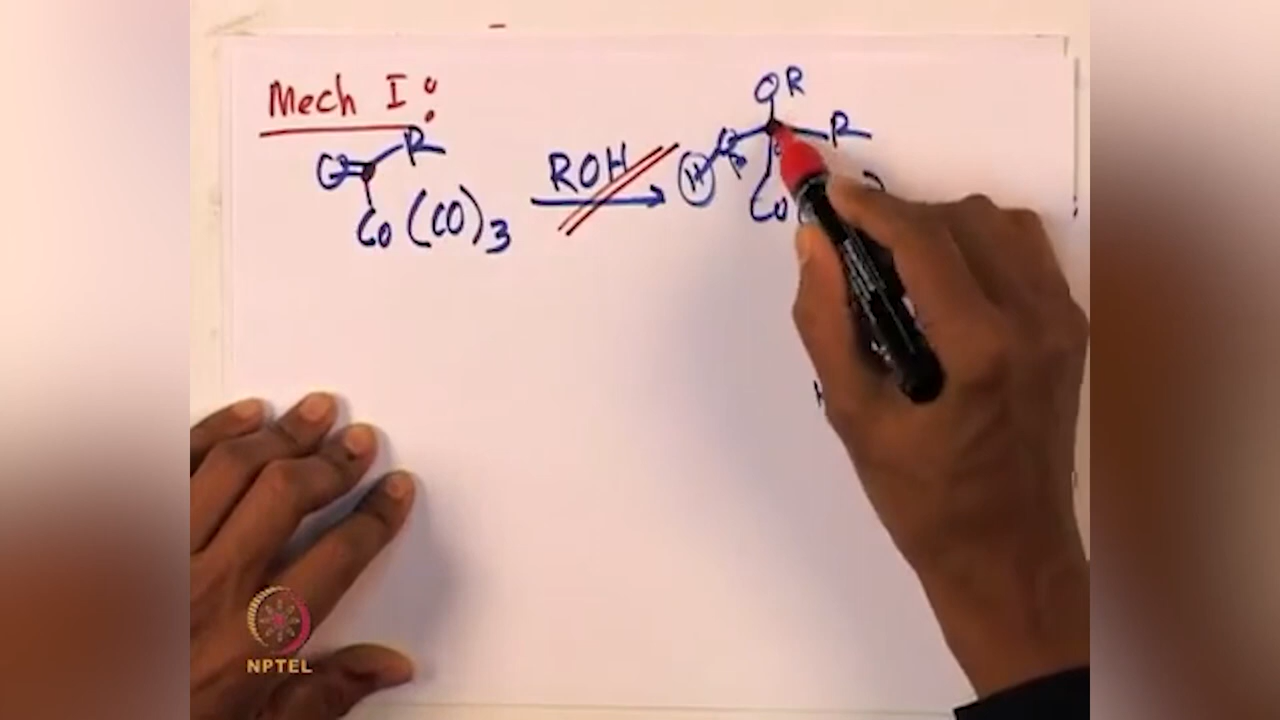 Mech I:
OR
O R ROH H O R
Co (CO)3 Co
NPTEL